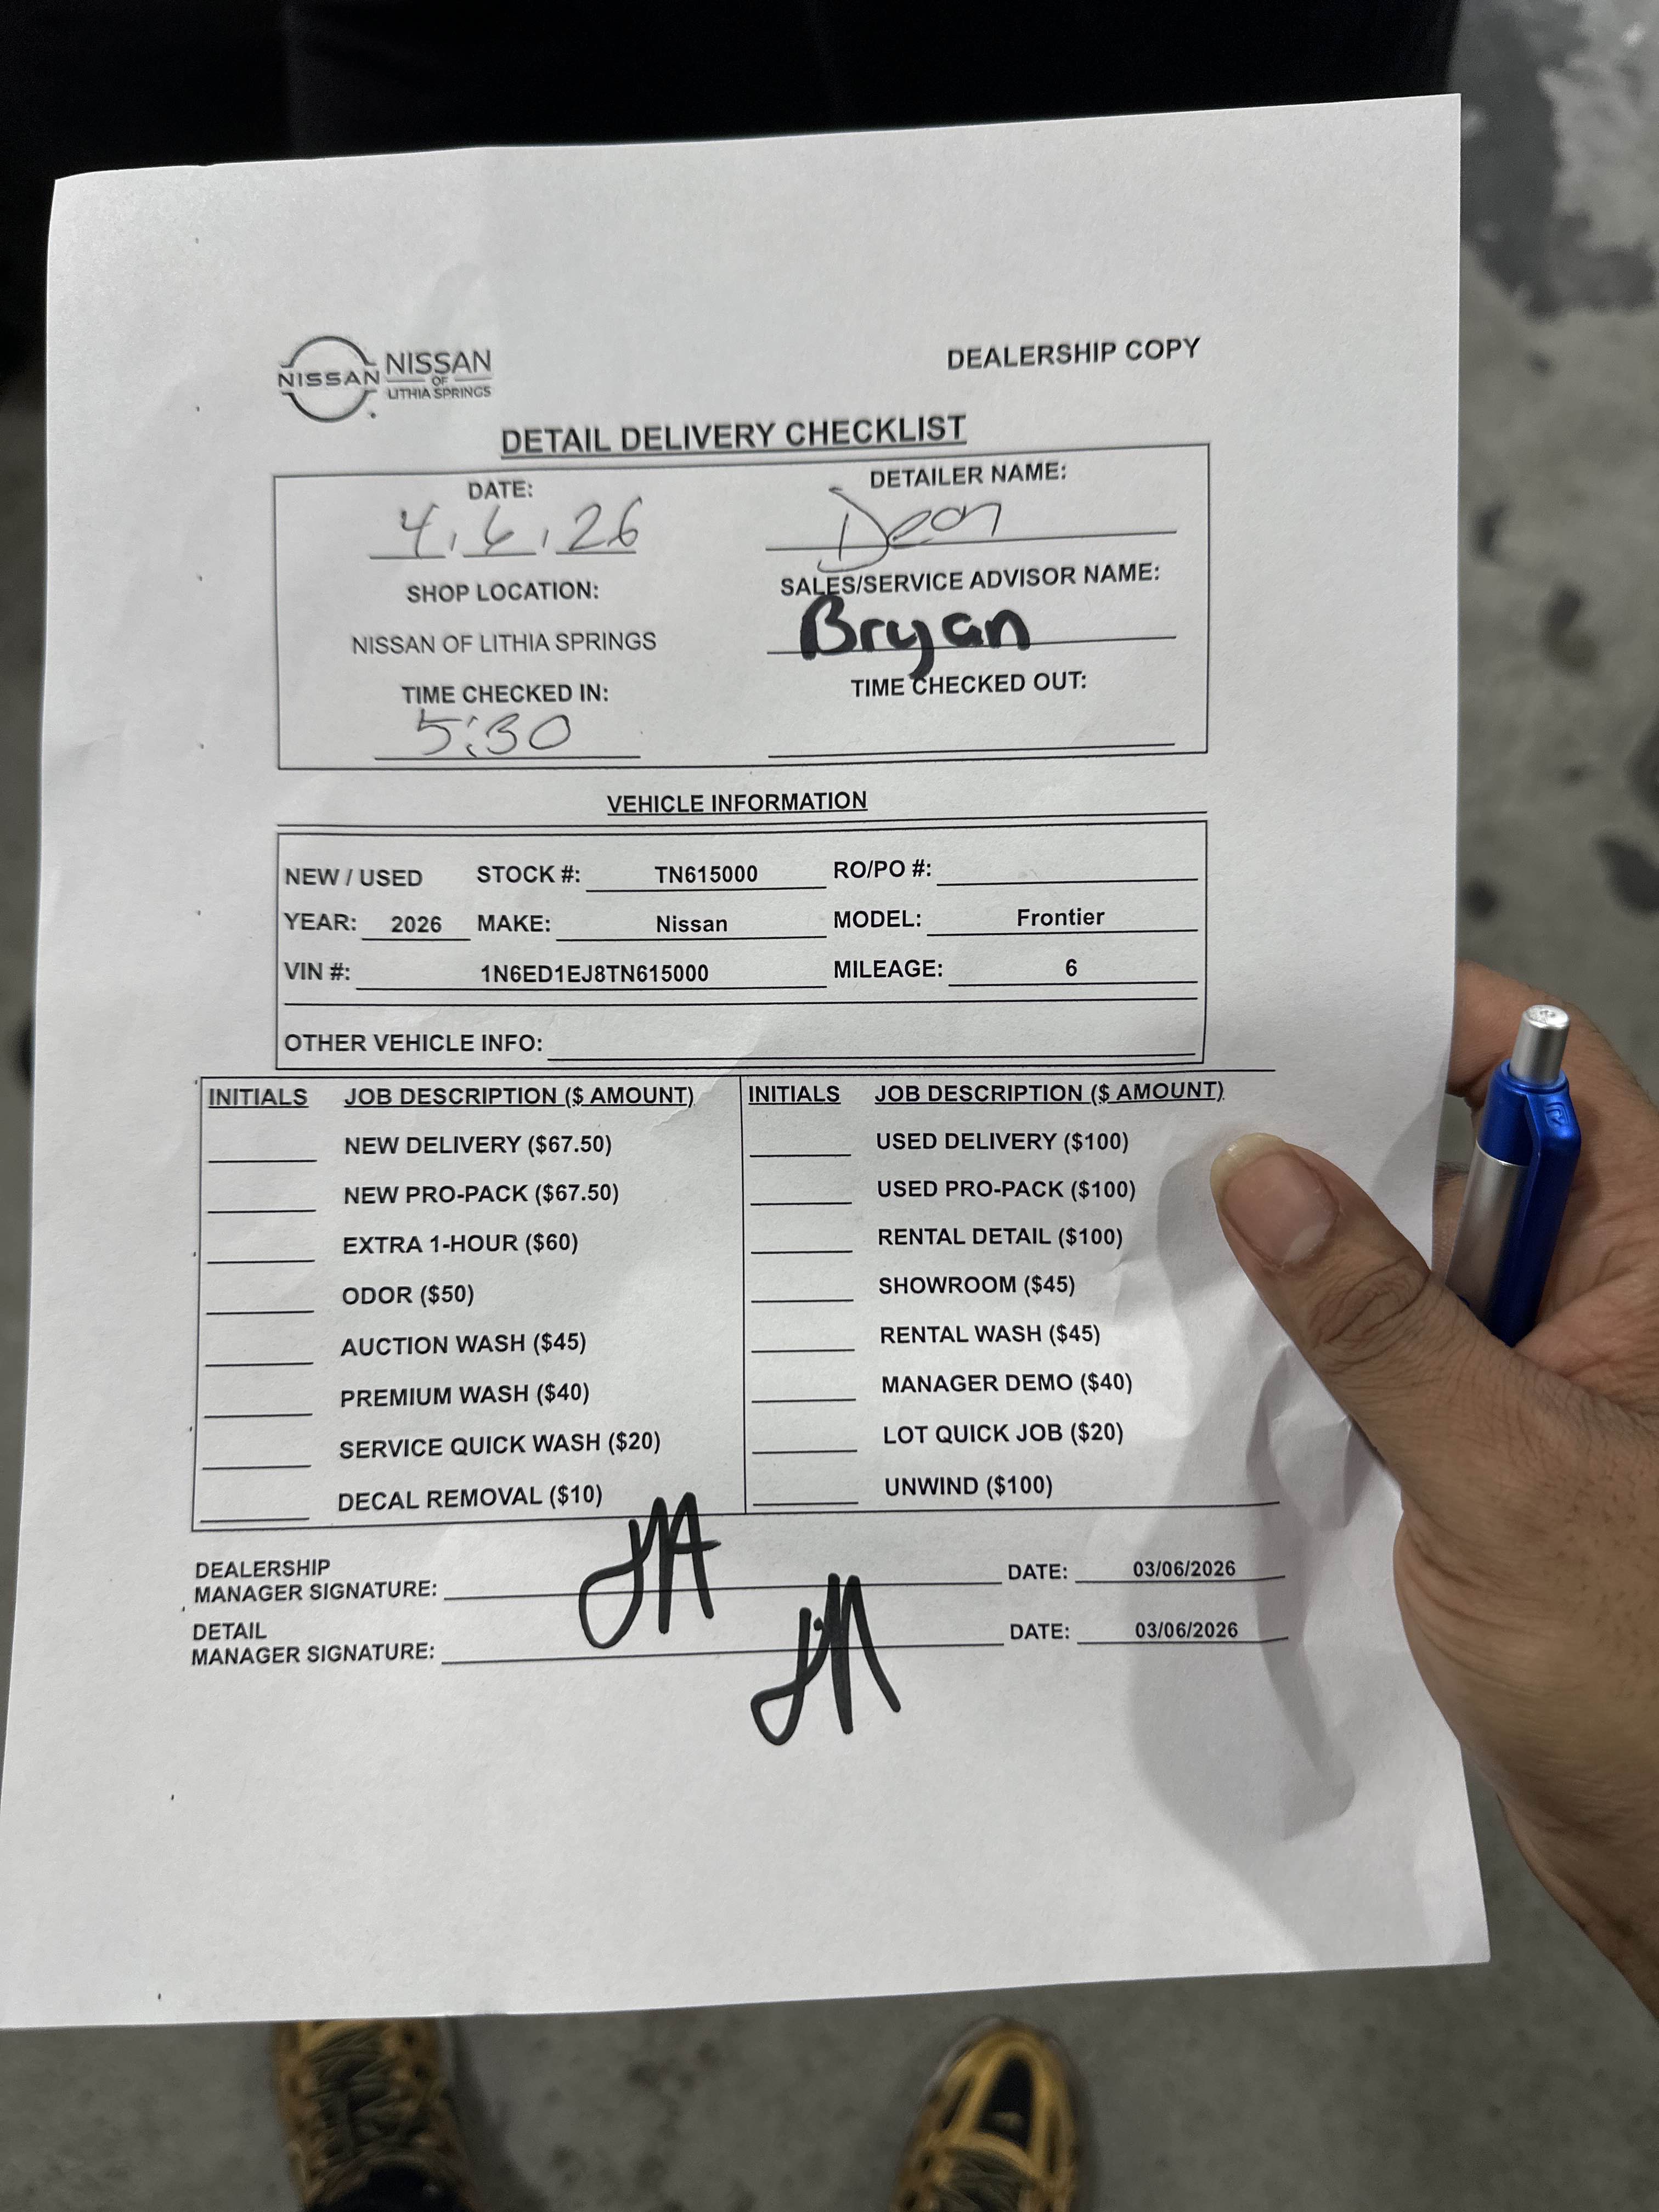 NISSAN NISSAN OF LITHIA SPRINGS
DEALERSHIP COPY
DETAIL DELIVERY CHECKLIST
DATE: DETAILER NAME:
4, 6, 26 Deon
SHOP LOCATION: SALES/SERVICE ADVISOR NAME:
NISSAN OF LITHIA SPRINGS Bryan
TIME CHECKED IN: TIME CHECKED OUT:
5:30
VEHICLE INFORMATION
NEW / USED STOCK #: TN615000 RO/PO #:
YEAR: 2026 MAKE: Nissan MODEL: Frontier
VIN #: 1N6ED1EJ8TN615000 MILEAGE: 6
OTHER VEHICLE INFO:
INITIALS JOB DESCRIPTION ($ AMOUNT) INITIALS JOB DESCRIPTION ($ AMOUNT)
NEW DELIVERY ($67.50) USED DELIVERY ($100)
NEW PRO-PACK ($67.50) USED PRO-PACK ($100)
EXTRA 1-HOUR ($60) RENTAL DETAIL ($100)
ODOR ($50) SHOWROOM ($45)
AUCTION WASH ($45) RENTAL WASH ($45)
PREMIUM WASH ($40) MANAGER DEMO ($40)
SERVICE QUICK WASH ($20) LOT QUICK JOB ($20)
DECAL REMOVAL ($10) UNWIND ($100)
DEALERSHIP
MANAGER SIGNATURE: DATE: 03/06/2026
DETAIL
MANAGER SIGNATURE: DATE: 03/06/2026